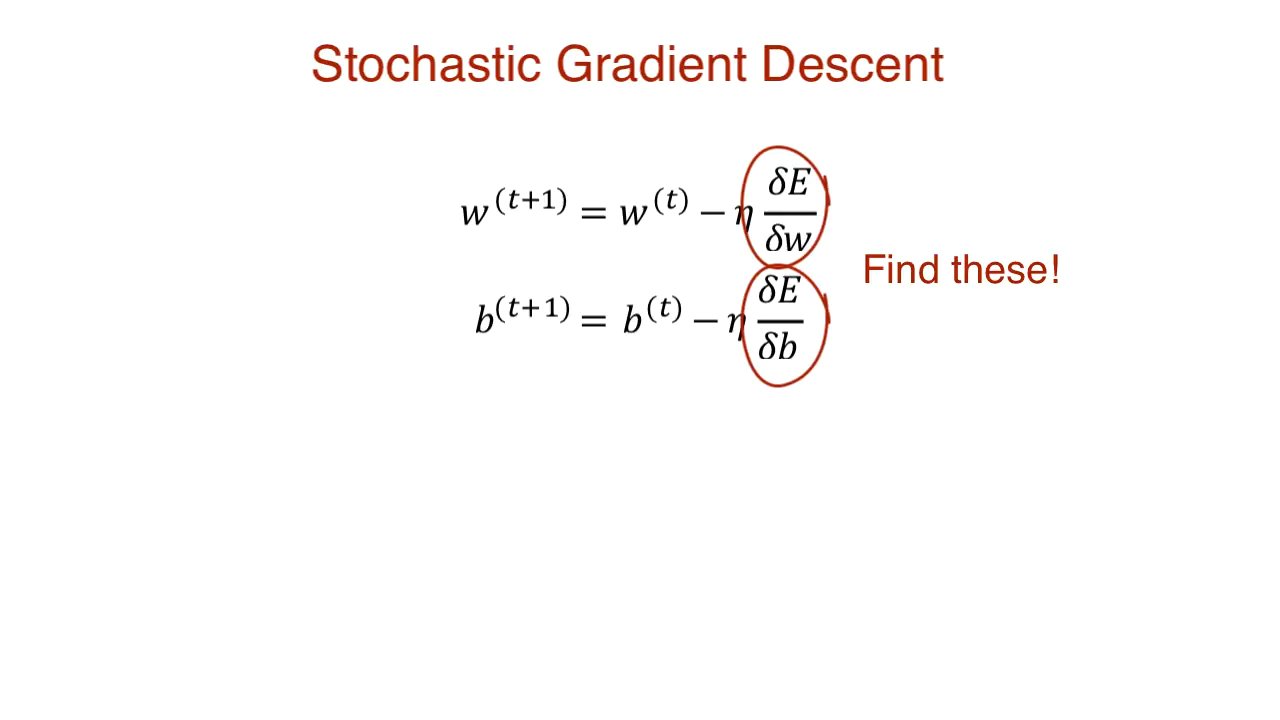 Stochastic Gradient Descent
w^(t+1) = w^(t) − η δE/δw
Find these!
b^(t+1) = b^(t) − η δE/δb